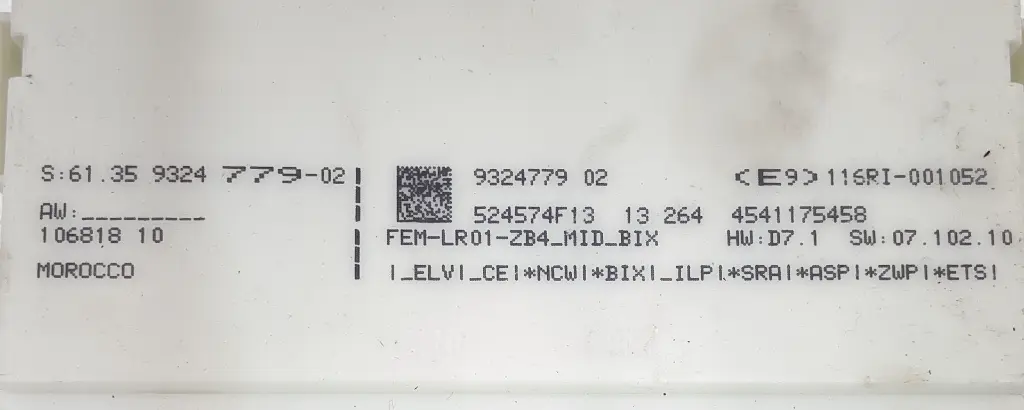 S:61.35 9324 779-02
AW:_________
106818 10
MOROCCO
9324779 02 <E9> 116RI-001052
524574F13 13 264 4541175458
FEM-LR01-ZB4_MID_BIX HW:D7.1 SW:07.102.10
|_ELV|_CE|*NCW|*BIX|_ILP|*SRA|*ASP|*ZWP|*ETS|